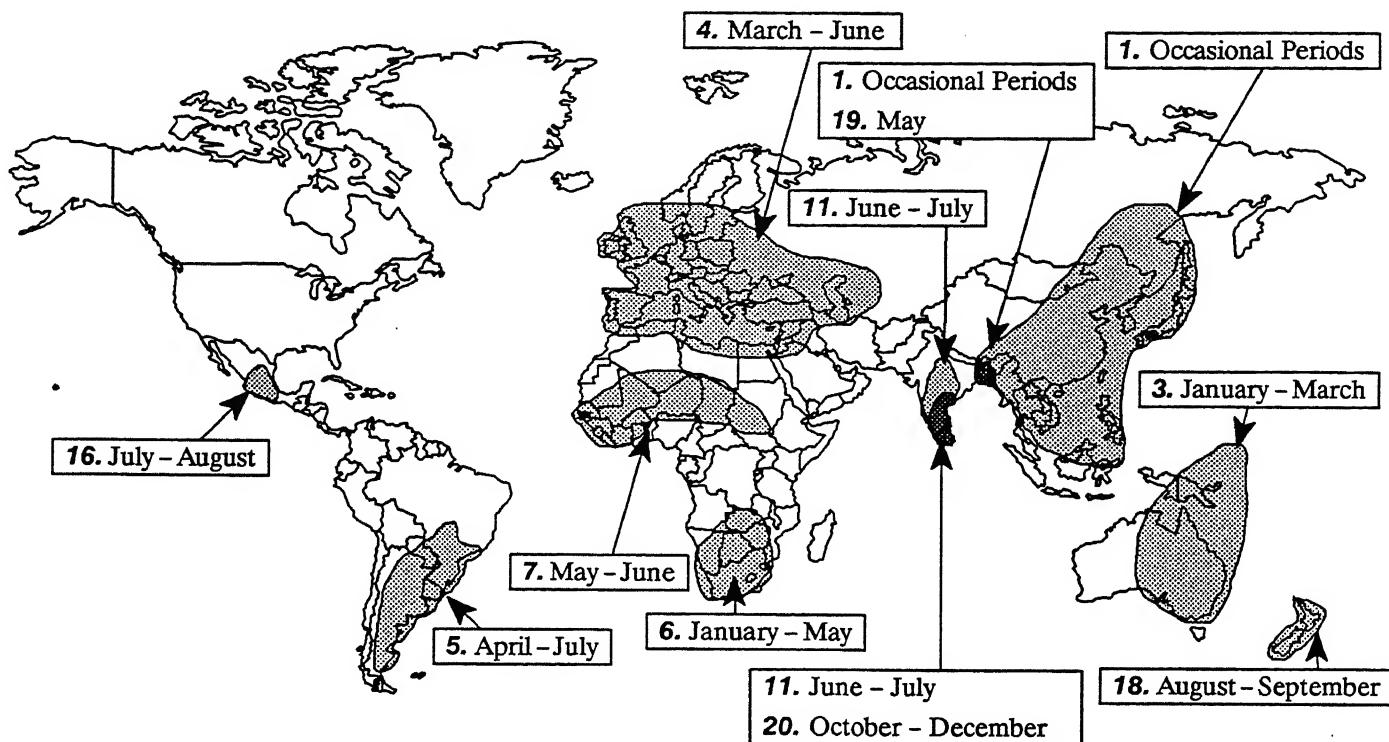 4. March – June
1. Occasional Periods
1. Occasional Periods
19. May
11. June – July
3. January – March
16. July – August
7. May – June
6. January – May
5. April – July
11. June – July
20. October – December
18. August – September